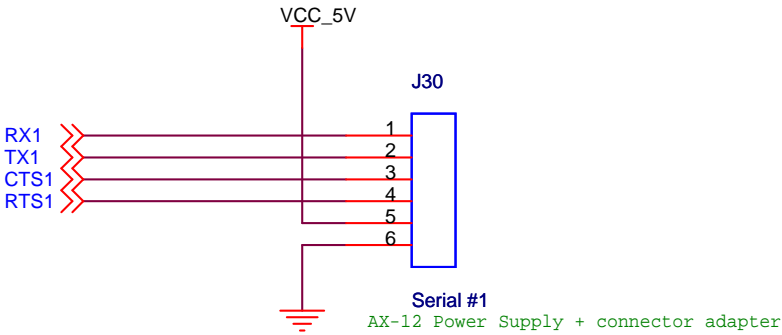 VCC_5V
J30
RX1
1
TX1
2
CTS1
3
RTS1
4
5
6
Serial #1
AX-12 Power Supply + connector adapter